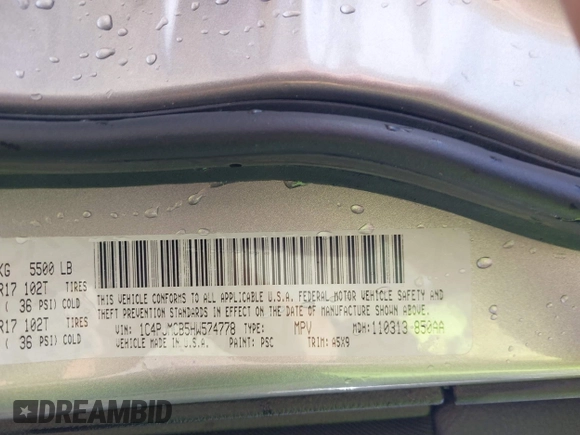 KG 5500 LB
R17 102T TIRES
( 36 PSI) COLD
R17 102T TIRES
( 36 PSI) COLD
THIS VEHICLE CONFORMS TO ALL APPLICABLE U.S.A. FEDERAL MOTOR VEHICLE SAFETY AND
THEFT PREVENTION STANDARDS IN EFFECT ON THE DATE OF MANUFACTURE SHOWN ABOVE.
VIN: 1C4PJMCB5HW574778 TYPE: MPV MDH: 110313-850AA
VEHICLE MADE IN U.S.A. PAINT: PSC TRIM: A5X9
DREAMBID